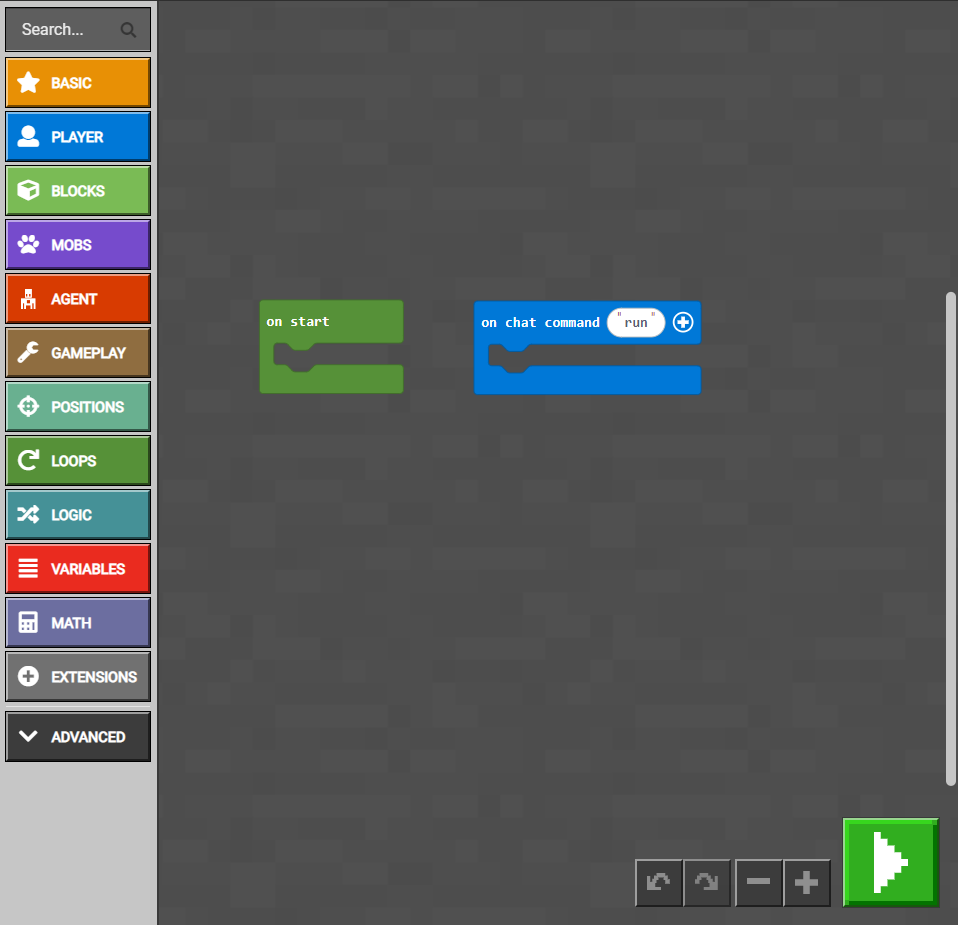 Search...
BASIC
PLAYER
BLOCKS
MOBS
AGENT
GAMEPLAY
POSITIONS
LOOPS
LOGIC
VARIABLES
MATH
EXTENSIONS
ADVANCED
on start
on chat command "run"